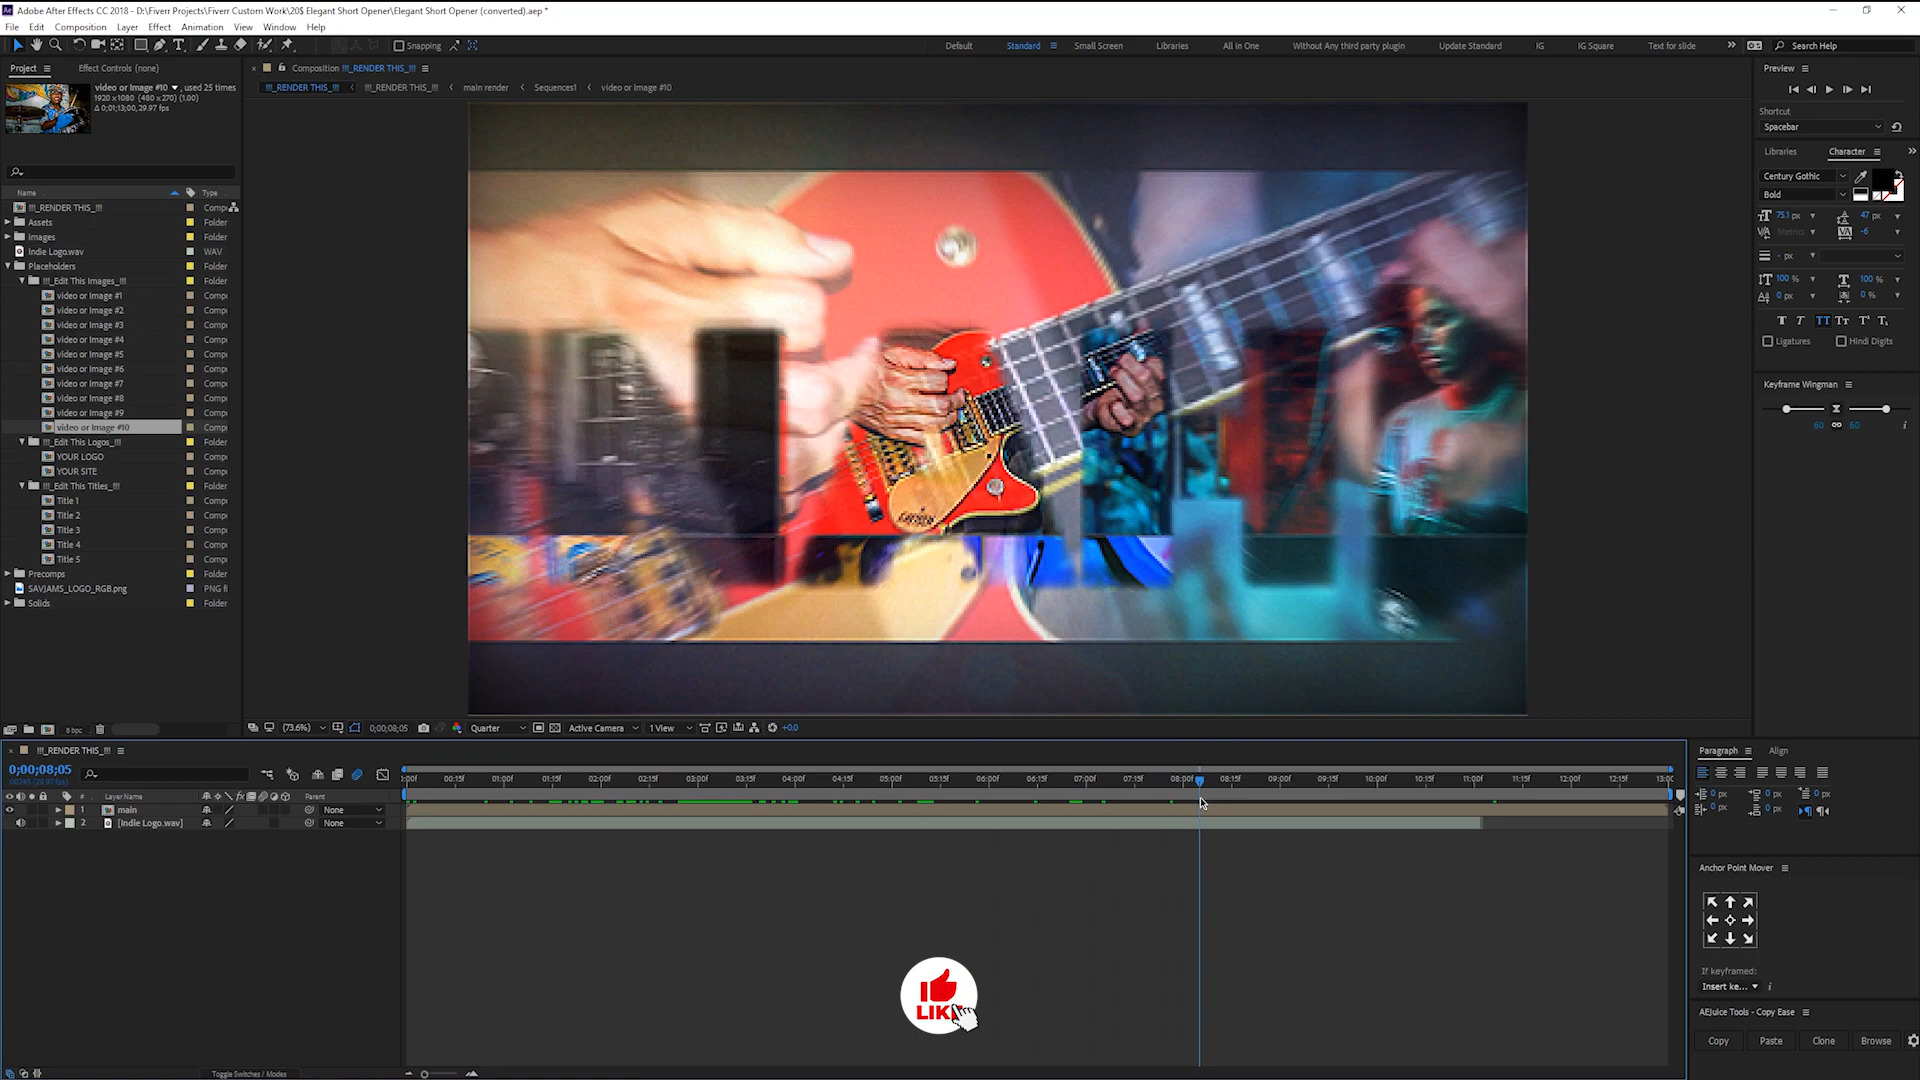 Adobe After Effects CC 2018 - D:\Fiverr Projects\Fiverr Custom Work\20$ Elegant Short Opener\Elegant Short Opener (converted).aep *
File Edit Composition Layer Effect Animation View Window Help
Snapping Default Standard Small Screen Libraries All in One Without Any third party plugin Update Standard IG IG Square Text for slide Search Help
Project Effect Controls (none) Composition !!!_RENDER THIS_!!! Preview
video or Image #10 , used 25 times
!!!_RENDER THIS_!!! !!!_RENDER THIS_!!! main render Sequences1 video or Image #10
1920 x 1080 (480 x 270) (1.00)
Δ 0;01;13;00, 29.97 fps
Shortcut
Spacebar
Libraries Character
Century Gothic
Bold
75.1 px 47 px
Metrics -6
- px
100 % 100 %
0 px 0 %
Ligatures Hindi Digits
Keyframe Wingman
60 60
Name Type
!!!_RENDER THIS_!!! Comp
Assets Folder
Images Folder
Indie Logo.wav WAV
Placeholders Folder
!!!_Edit This Images_!!! Folder
video or Image #1 Comp
video or Image #2 Comp
video or Image #3 Comp
video or Image #4 Comp
video or Image #5 Comp
video or Image #6 Comp
video or Image #7 Comp
video or Image #8 Comp
video or Image #9 Comp
video or Image #10 Comp
!!!_Edit This Logos_!!! Folder
YOUR LOGO Comp
YOUR SITE Comp
!!!_Edit This Titles_!!! Folder
Title 1 Comp
Title 2 Comp
Title 3 Comp
Title 4 Comp
Title 5 Comp
Precomps Folder
SAVJAMS_LOGO_RGB.png PNG fi
Solids Folder
8 bpc (73.6%) 0;00;08;05 Quarter Active Camera 1 View +0.0
!!!_RENDER THIS_!!!
0;00;08;05
00245 (29.97 fps)
00:15f 01:00f 01:15f 02:00f 02:15f 03:00f 03:15f 04:00f 04:15f 05:00f 05:15f 06:00f 06:15f 07:00f 07:15f 08:00f 08:15f 09:00f 09:15f 10:00f 10:15f 11:00f 11:15f 12:00f 12:15f 13:00
# Layer Name Parent
1 main None
2 [Indie Logo.wav] None
Toggle Switches / Modes
LIKE
Paragraph Align
0 px 0 px 0 px
0 px 0 px
Anchor Point Mover
If keyframed:
Insert ke...
AEJuice Tools - Copy Ease
Copy Paste Clone Browse